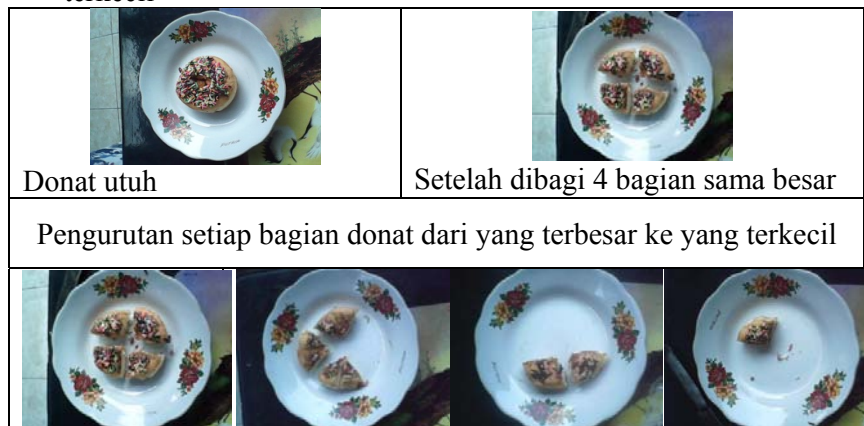 Donat utuh
Setelah dibagi 4 bagian sama besar
Pengurutan setiap bagian donat dari yang terbesar ke yang terkecil